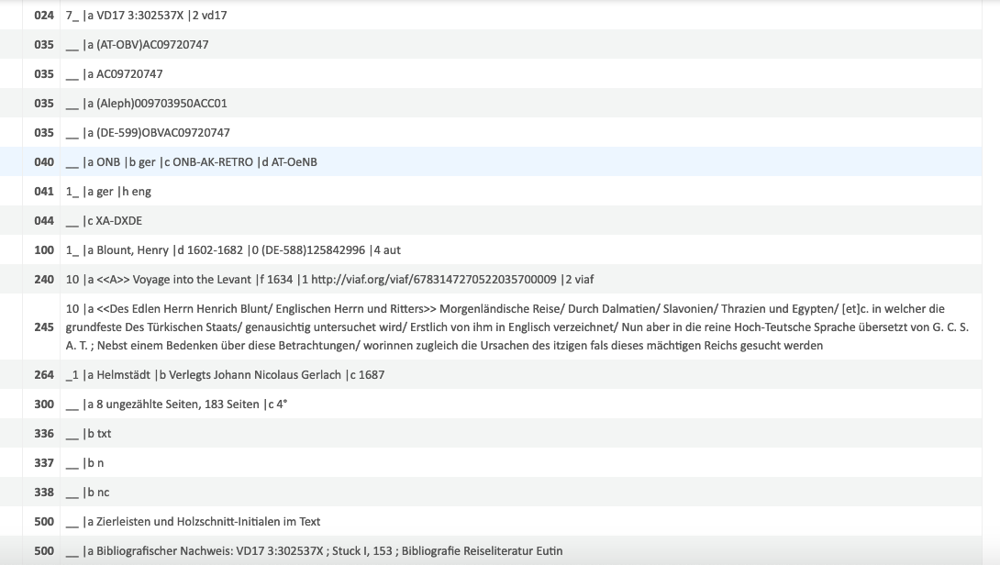 024 7_ |a VD17 3:302537X |2 vd17
035 __ |a (AT-OBV)AC09720747
035 __ |a AC09720747
035 __ |a (Aleph)009703950ACC01
035 __ |a (DE-599)OBVAC09720747
040 __ |a ONB |b ger |c ONB-AK-RETRO |d AT-OeNB
041 1_ |a ger |h eng
044 __ |c XA-DXDE
100 1_ |a Blount, Henry |d 1602-1682 |0 (DE-588)125842996 |4 aut
240 10 |a <<A>> Voyage into the Levant |f 1634 |1 http://viaf.org/viaf/6783147270522035700009 |2 viaf
10 |a <<Des Edlen Herrn Henrich Blunt/ Englischen Herrn und Ritters>> Morgenländische Reise/ Durch Dalmatien/ Slavonien/ Thrazien und Egypten/ [et]c. in welcher die
245 grundfeste Des Türkischen Staats/ genausichtig untersuchet wird/ Erstlich von ihm in Englisch verzeichnet/ Nun aber in die reine Hoch-Teutsche Sprache übersetzt von G. C. S.
A. T. ; Nebst einem Bedenken über diese Betrachtungen/ worinnen zugleich die Ursachen des itzigen fals dieses mächtigen Reichs gesucht werden
264 _1 |a Helmstädt |b Verlegts Johann Nicolaus Gerlach |c 1687
300 __ |a 8 ungezählte Seiten, 183 Seiten |c 4°
336 __ |b txt
337 __ |b n
338 __ |b nc
500 __ |a Zierleisten und Holzschnitt-Initialen im Text
500 __ |a Bibliografischer Nachweis: VD17 3:302537X ; Stuck I, 153 ; Bibliografie Reiseliteratur Eutin